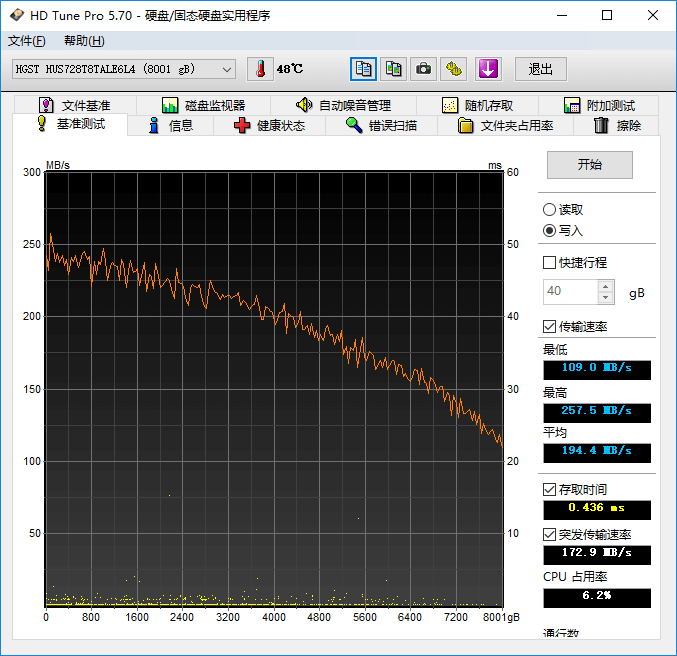 HD Tune Pro 5.70 - 硬盘/固态硬盘实用程序
文件(F) 帮助(H)
HGST HUS728T8TALE6L4 (8001 gB) 48℃ 退出
文件基准 磁盘监视器 自动噪音管理 随机存取 附加测试
基准测试 信息 健康状态 错误扫描 文件夹占用率 擦除
300 MB/s ms 60
250 50
200 40
150 30
100 20
50 10
0 800 1600 2400 3200 4000 4800 5600 6400 7200 8001gB
开始
读取
写入
快捷行程
40 gB
传输速率
最低
109.0 MB/s
最高
257.5 MB/s
平均
194.4 MB/s
存取时间
0.436 ms
突发传输速率
172.9 MB/s
CPU 占用率
6.2%
通行数